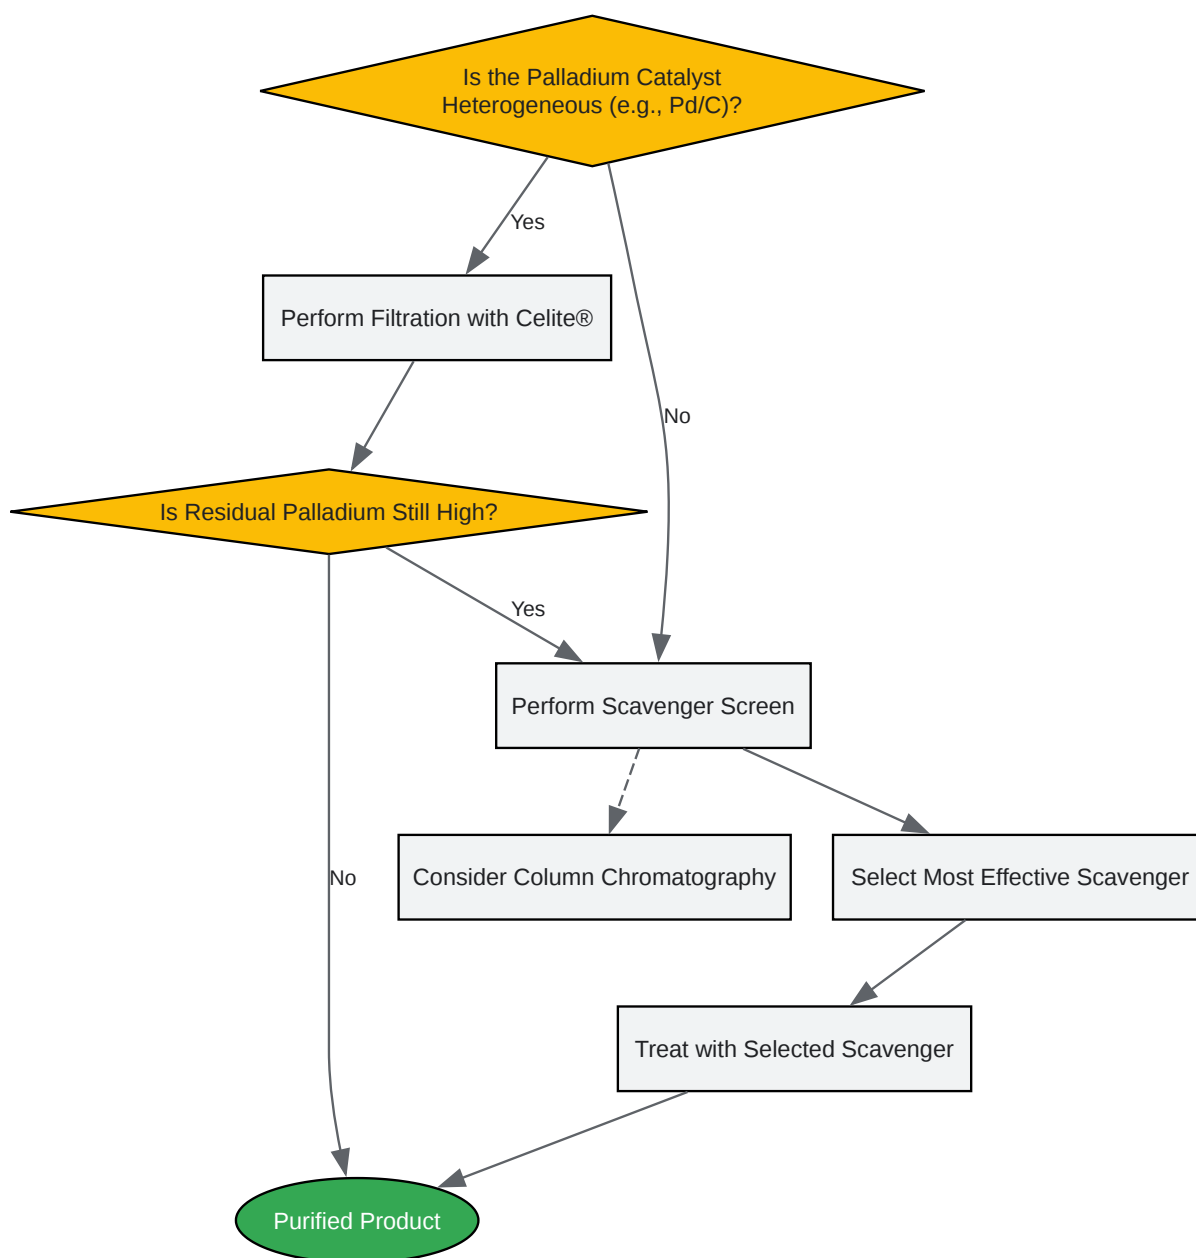 Is the Palladium Catalyst
Heterogeneous (e.g., Pd/C)?
Yes
Perform Filtration with Celite®
No
Is Residual Palladium Still High?
Yes
Perform Scavenger Screen
Consider Column Chromatography
Select Most Effective Scavenger
No
Treat with Selected Scavenger
Purified Product